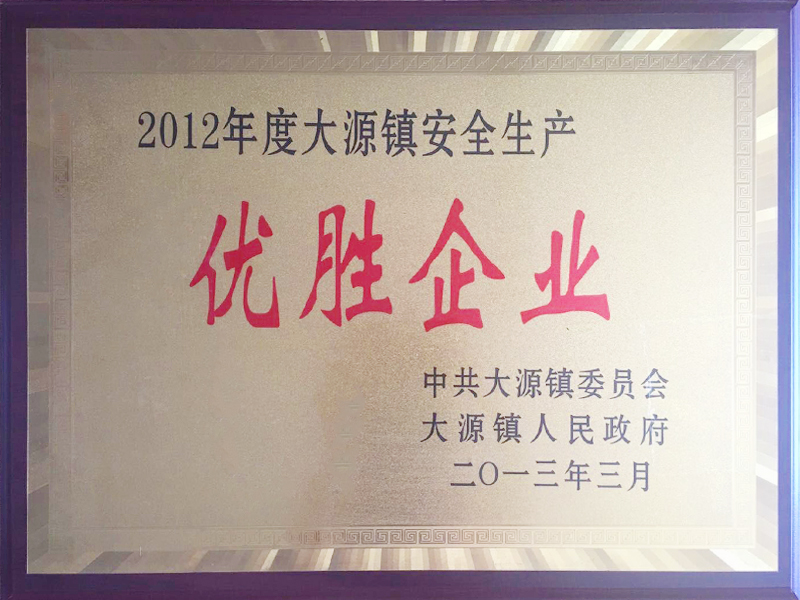 2012年度大源镇安全生产
优胜企业
中共大源镇委员会
大源镇人民政府
二〇一三年三月